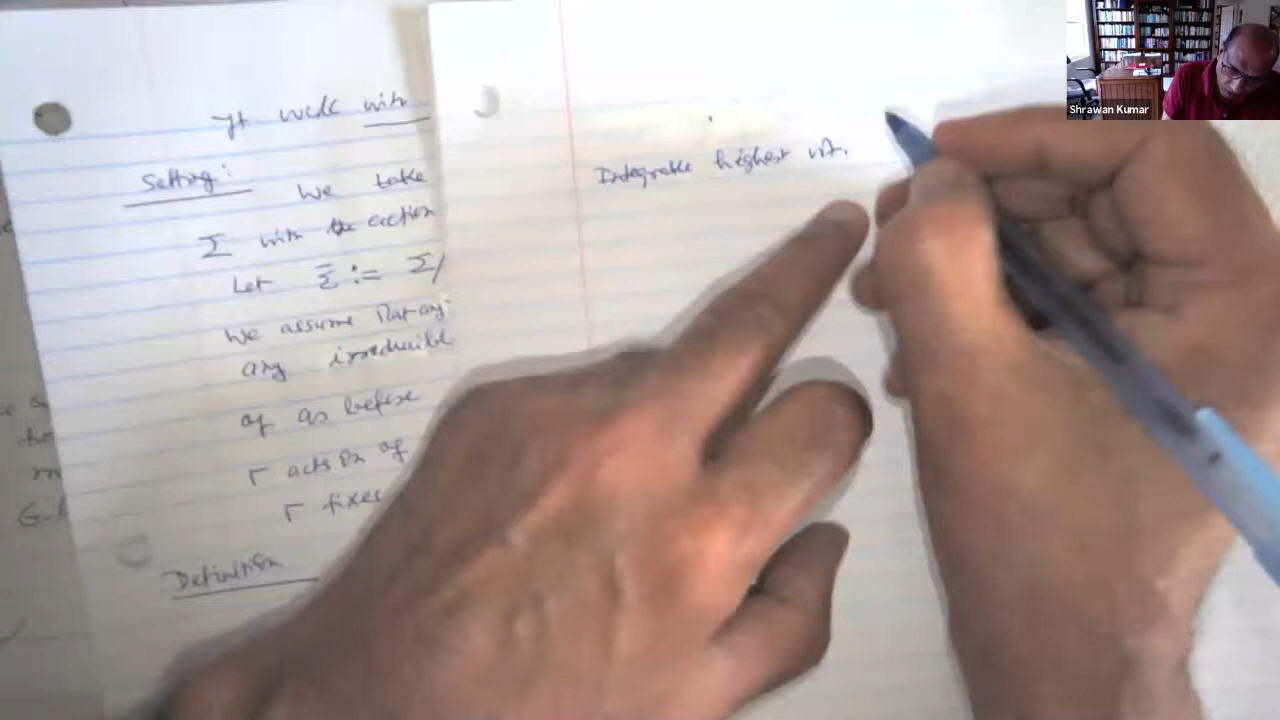 It work with
Setting: We take
Σ with the action
Let Σ̄ := Σ/
We assume that any
any irreducible
of as before
Γ acts on of
Γ fixes
Definition
Integrable highest wt.
Shrawan Kumar